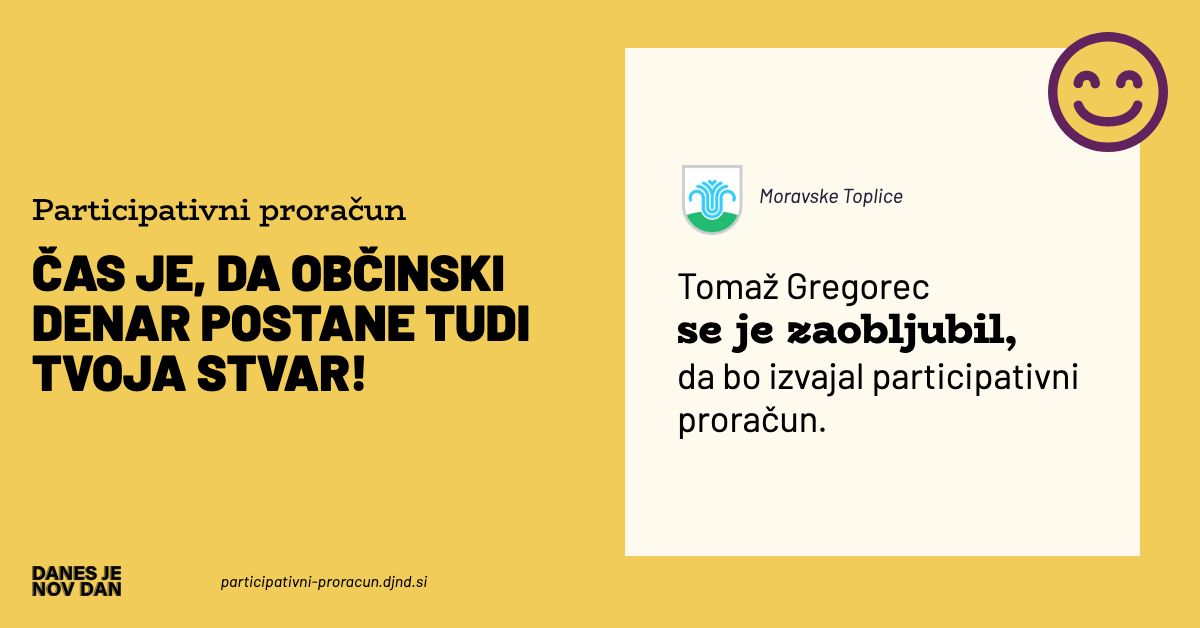 Participativni proračun
ČAS JE, DA OBČINSKI
DENAR POSTANE TUDI
TVOJA STVAR!
DANES JE
NOV DAN
participativni-proracun.djnd.si
Moravske Toplice
Tomaž Gregorec
se je zaobljubil,
da bo izvajal participativni
proračun.